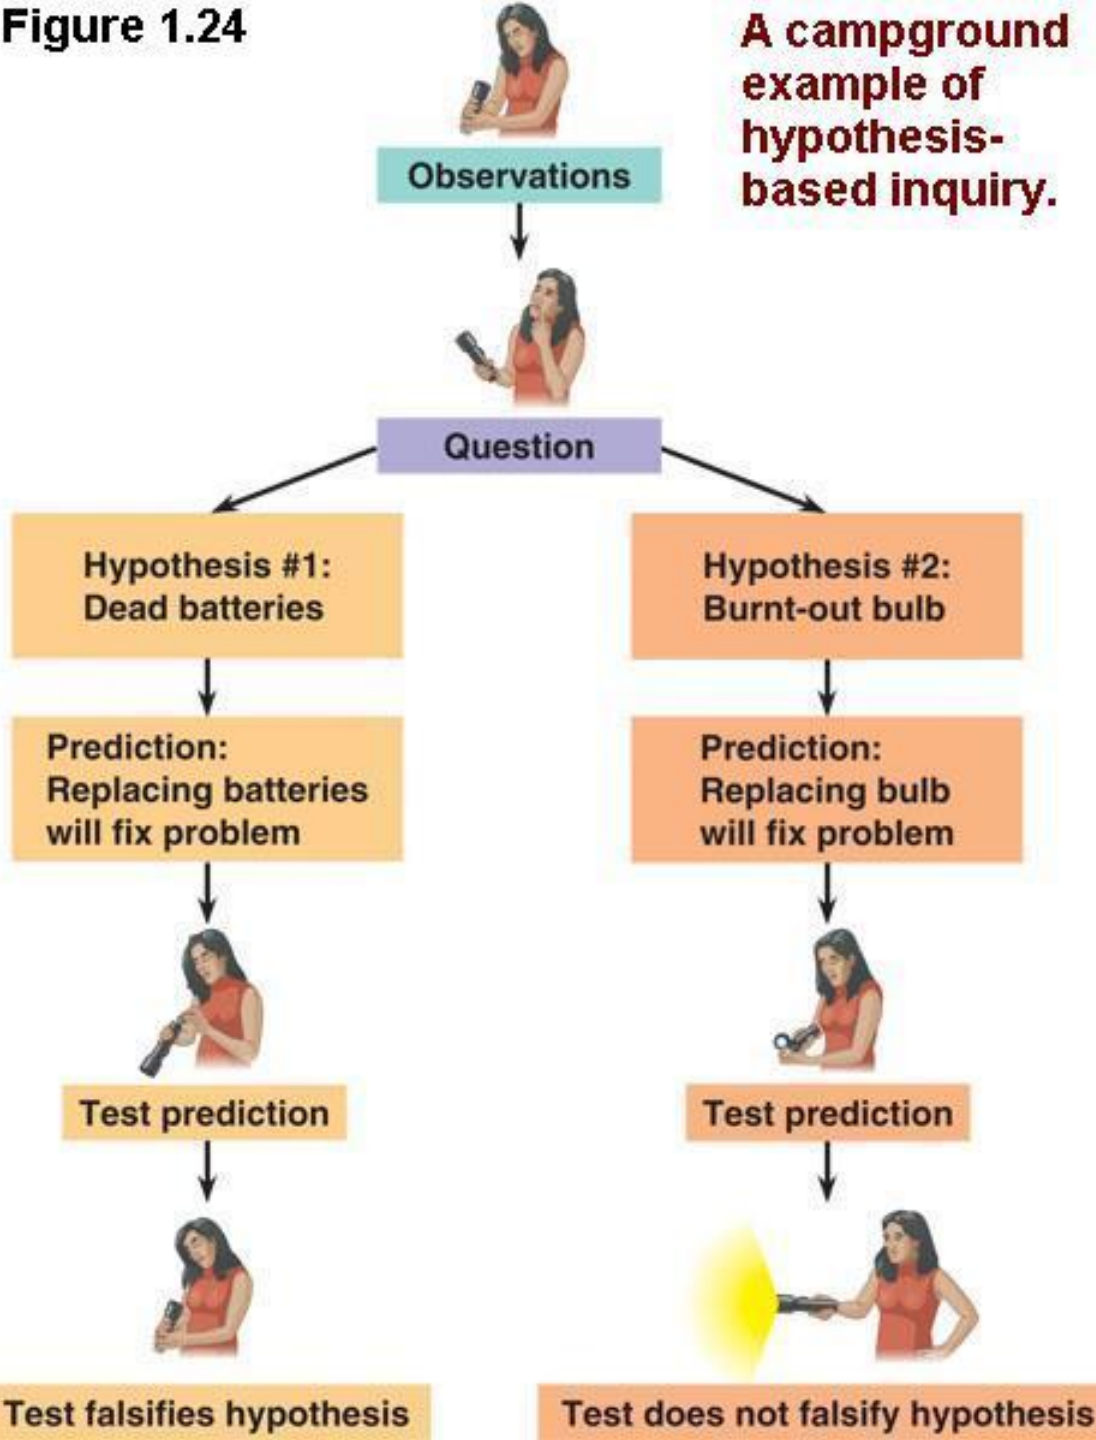 Figure 1.24
A campground
example of
hypothesis-
based inquiry.
Observations
Question
Hypothesis #1:
Dead batteries
Hypothesis #2:
Burnt-out bulb
Prediction:
Replacing batteries
will fix problem
Prediction:
Replacing bulb
will fix problem
Test prediction
Test prediction
Test falsifies hypothesis
Test does not falsify hypothesis